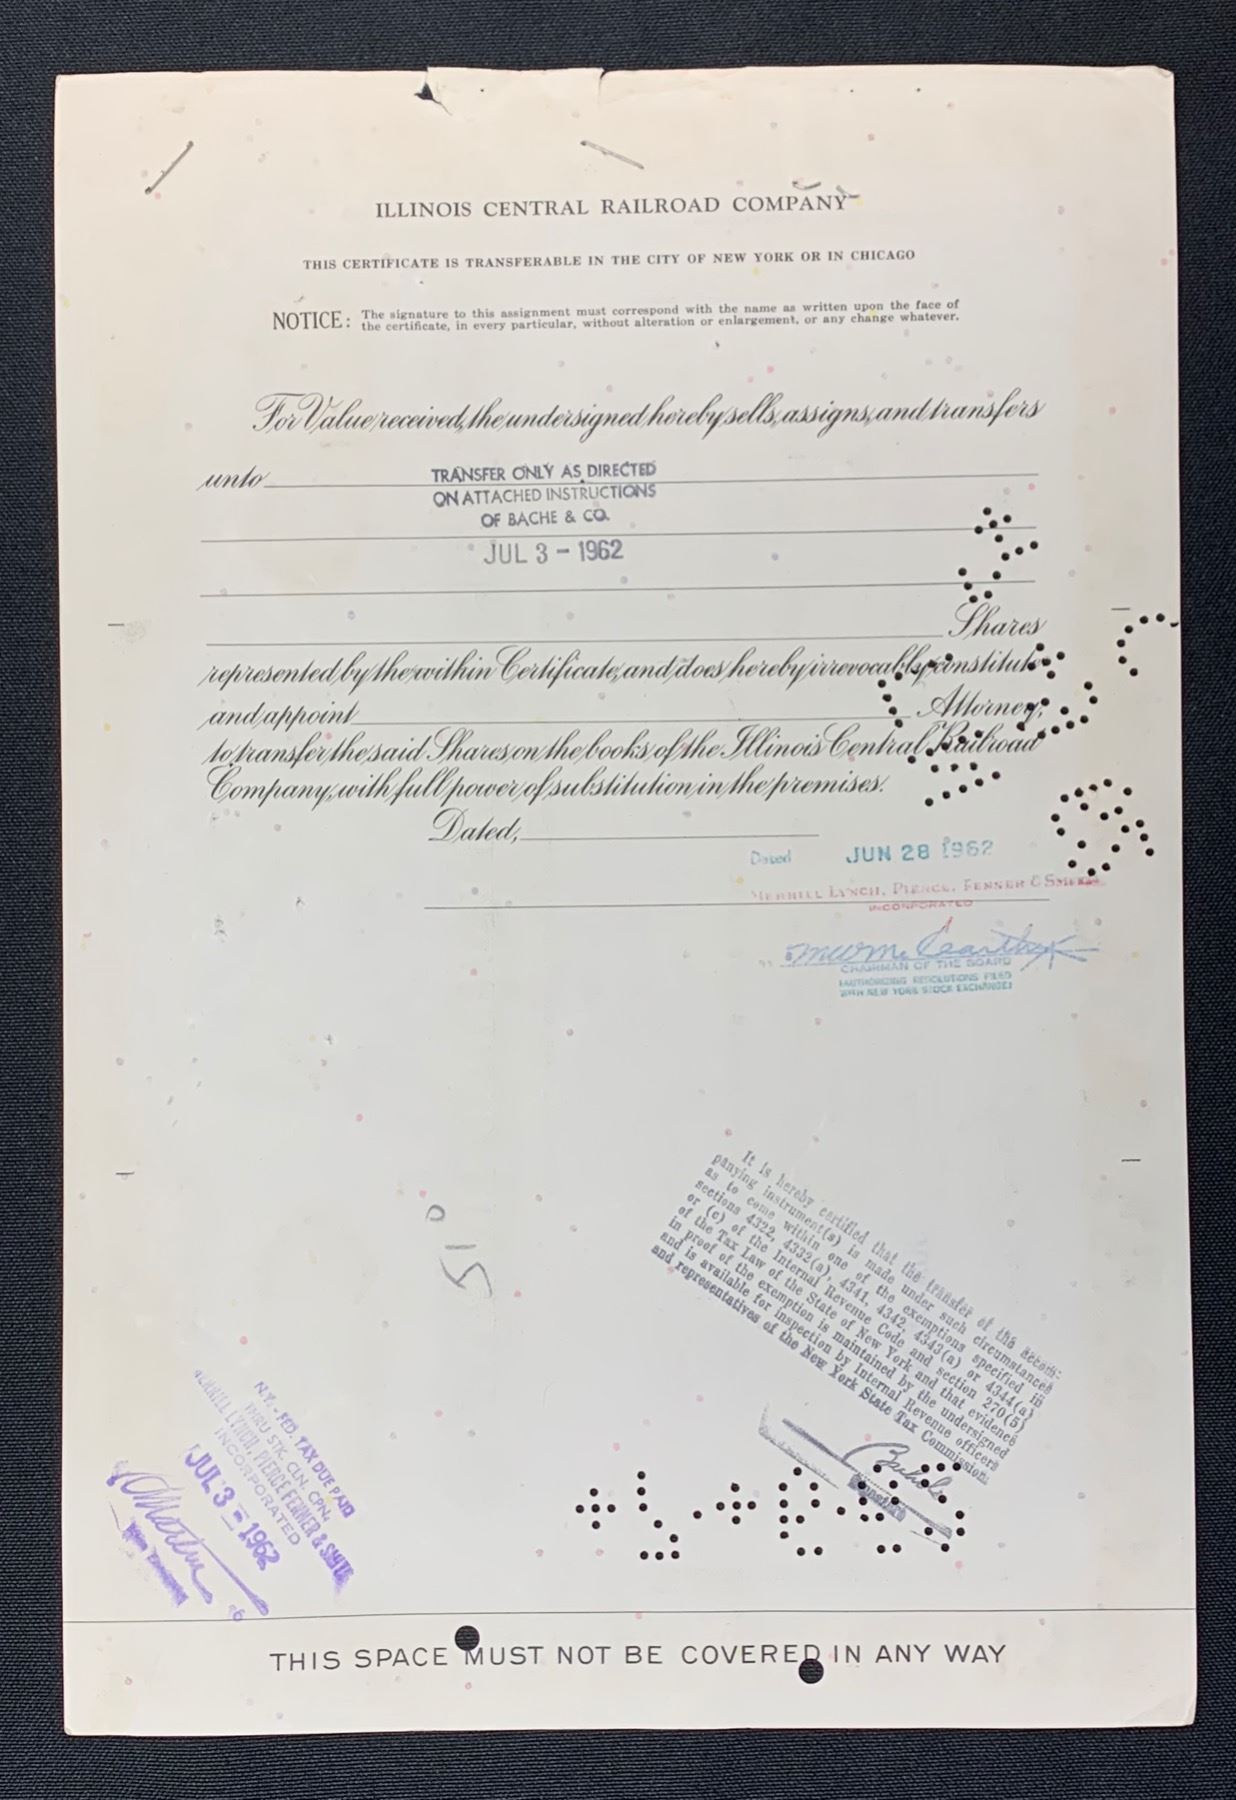 ILLINOIS CENTRAL RAILROAD COMPANY
THIS CERTIFICATE IS TRANSFERABLE IN THE CITY OF NEW YORK OR IN CHICAGO
NOTICE: The signature to this assignment must correspond with the name as written upon the face of
the certificate, in every particular, without alteration or enlargement, or any change whatever.
For Value received, the undersigned hereby sells, assigns, and transfers
unto
TRANSFER ONLY AS DIRECTED
ON ATTACHED INSTRUCTIONS
OF BACHE & CO.
JUL 3 - 1962
Shares
represented by the within Certificate, and does hereby irrevocably constitute
and appoint Attorney,
to transfer the said Shares on the books of the Illinois Central Railroad
Company, with full power of substitution in the premises.
Dated,
Dated JUN 28 1962
MERRILL LYNCH, PIERCE, FENNER & SMITH
INCORPORATED
CHAIRMAN OF THE BOARD
(AUTHORIZING RESOLUTIONS FILED
WITH NEW YORK STOCK EXCHANGE)
It is hereby certified that the transfer of the accom-
panying instrument(s) is made under such circumstances
as to come within one of the exemptions specified in
sections 4322, 4332(a), 4341, 4342, 4343(a) or 4344(a)
or (c) of the Internal Revenue Code and section 270(5)
of the Tax Law of the State of New York and that evidence
in proof of the exemption is maintained by the undersigned
and is available for inspection by Internal Revenue officers
and representatives of the New York State Tax Commission.
510
N.Y. - FED. TAX DUE PAID
THRU STK. CLN. CPN.
MERRILL LYNCH, PIERCE FENNER & SMITH
INCORPORATED
JUL 3 - 1962
THIS SPACE MUST NOT BE COVERED IN ANY WAY